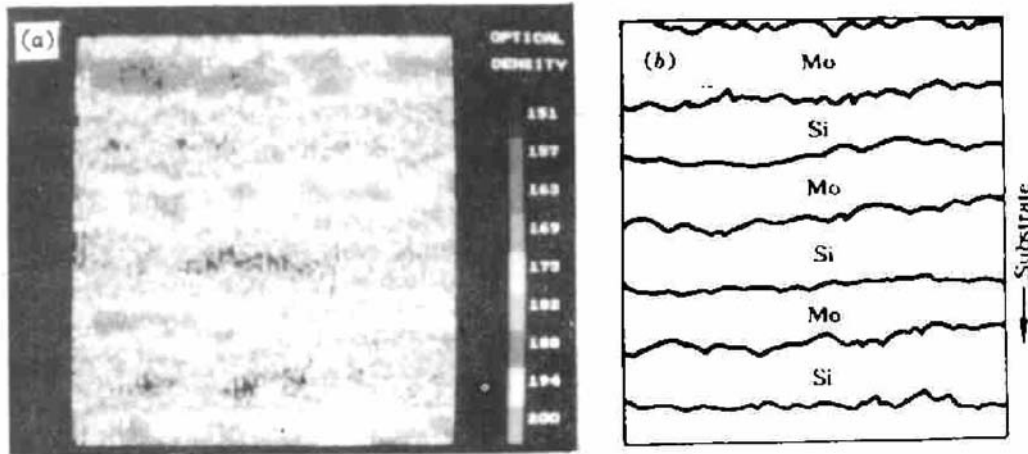 (a)
OPTICAL
DENSITY
151
157
163
169
175
182
188
194
200
(b)
Mo
Si
Mo
Si
Mo
Si
Substrate